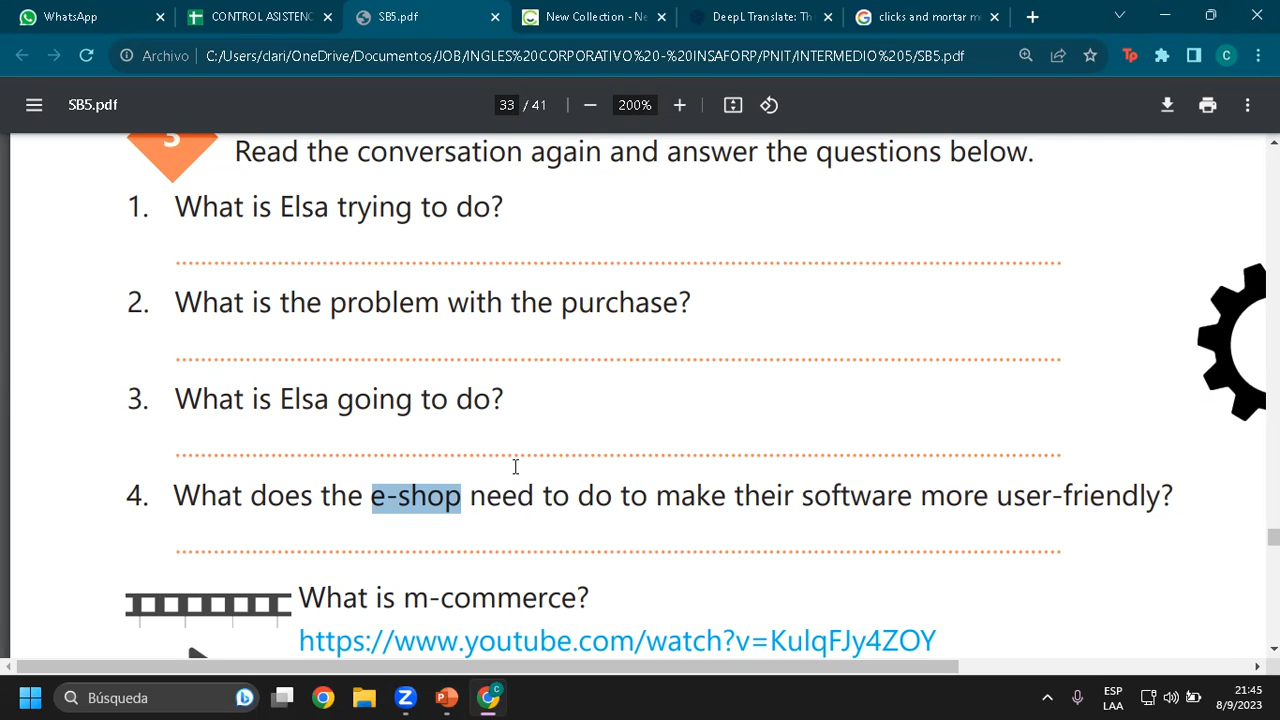 WhatsApp
CONTROL ASISTENC
SB5.pdf
New Collection - Ne
DeepL Translate: Th
clicks and mortar m
Archivo
C:/Users/clari/OneDrive/Documentos/JOB/INGLES%20CORPORATIVO%20-%20INSAFORP/PNIT/INTERMEDIO%205/SB5.pdf
C
SB5.pdf
33 / 41
200%
3
Read the conversation again and answer the questions below.
1. What is Elsa trying to do?
2. What is the problem with the purchase?
3. What is Elsa going to do?
4. What does the e-shop need to do to make their software more user-friendly?
What is m-commerce?
https://www.youtube.com/watch?v=KulqFJy4ZOY
Búsqueda
ESP
LAA
21:45
8/9/2023